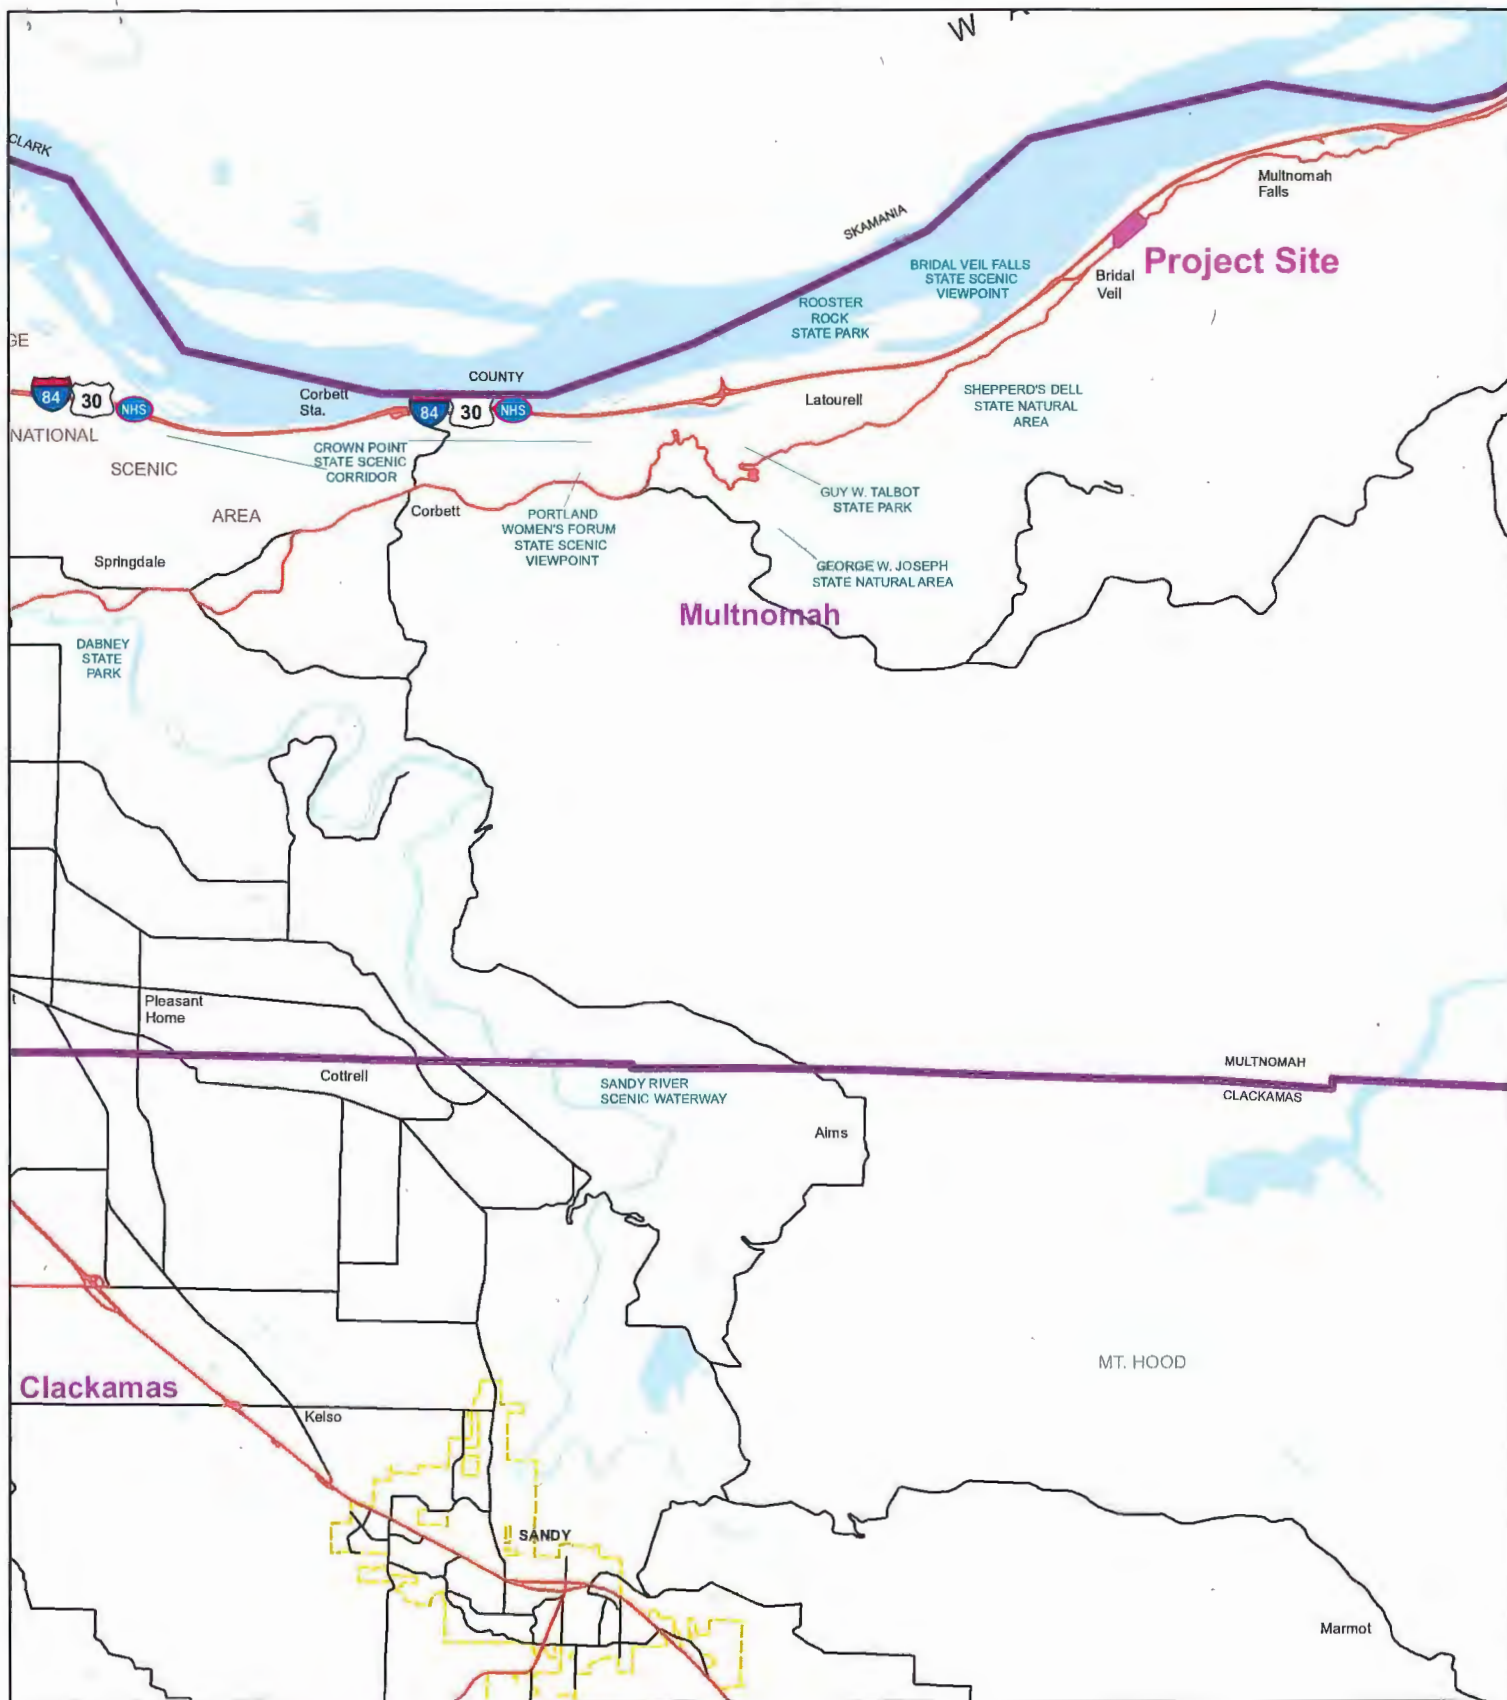 W A
CLARK
Multnomah
Falls
SKAMANIA
Project Site
BRIDAL VEIL FALLS
STATE SCENIC
VIEWPOINT
Bridal
Veil
ROOSTER
ROCK
STATE PARK
GE
COUNTY
Corbett
Sta.
84
30
NHS
84
30
NHS
Latourell
SHEPPERD'S DELL
STATE NATURAL
AREA
NATIONAL
SCENIC
AREA
CROWN POINT
STATE SCENIC
CORRIDOR
GUY W. TALBOT
STATE PARK
Corbett
PORTLAND
WOMEN'S FORUM
STATE SCENIC
VIEWPOINT
GEORGE W. JOSEPH
STATE NATURAL AREA
Springdale
Multnomah
DABNEY
STATE
PARK
t
Pleasant
Home
Cottrell
SANDY RIVER
SCENIC WATERWAY
MULTNOMAH
CLACKAMAS
Aims
MT. HOOD
Clackamas
Kelso
SANDY
Marmot